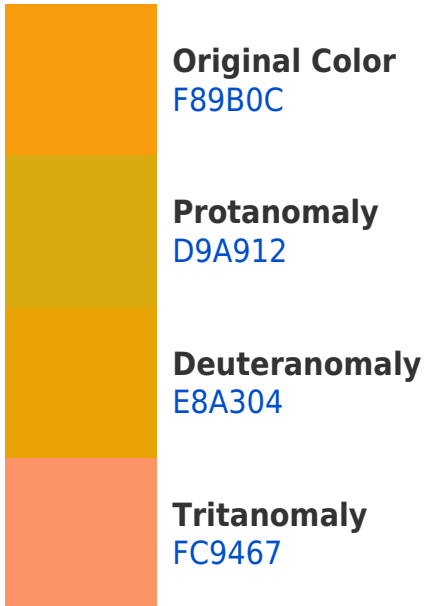 Original Color
F89B0C
Protanomaly
D9A912
Deuteranomaly
E8A304
Tritanomaly
FC9467